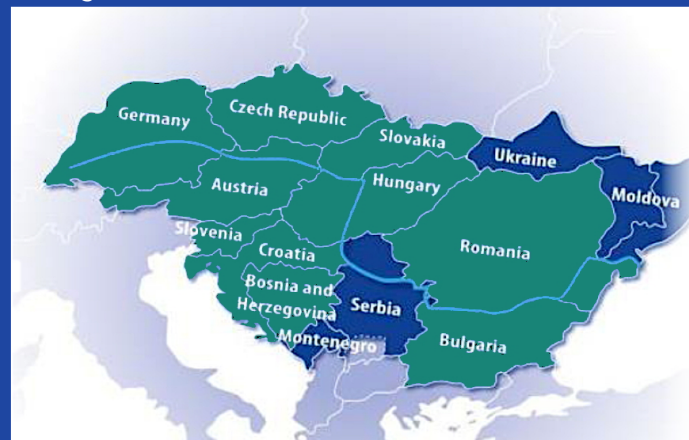 Germany
Czech Republic
Slovakia
Ukraine
Moldova
Austria
Hungary
Slovenia
Croatia
Romania
Bosnia and
Herzegovina
Serbia
Montenegro
Bulgaria